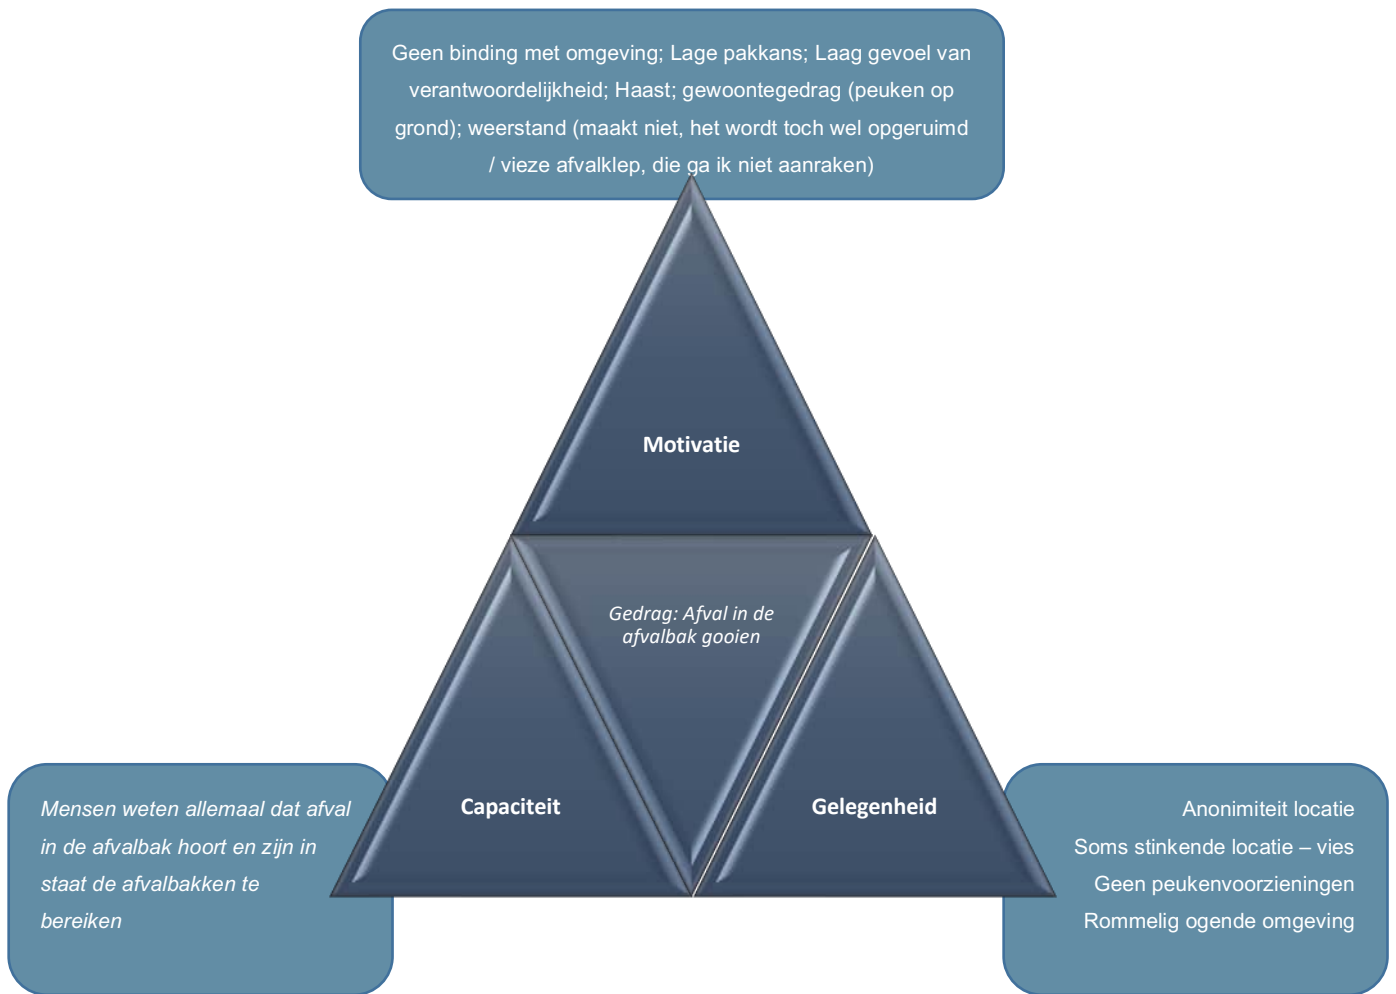 Geen binding met omgeving; Lage pakkans; Laag gevoel van
verantwoordelijkheid; Haast; gewoontegedrag (peuken op
grond); weerstand (maakt niet, het wordt toch wel opgeruimd
/ vieze afvalklep, die ga ik niet aanraken)
Motivatie
Gedrag: Afval in de
afvalbak gooien
Capaciteit
Gelegenheid
Mensen weten allemaal dat afval
in de afvalbak hoort en zijn in
staat de afvalbakken te
bereiken
Anonimiteit locatie
Soms stinkende locatie – vies
Geen peukenvoorzieningen
Rommelig ogende omgeving